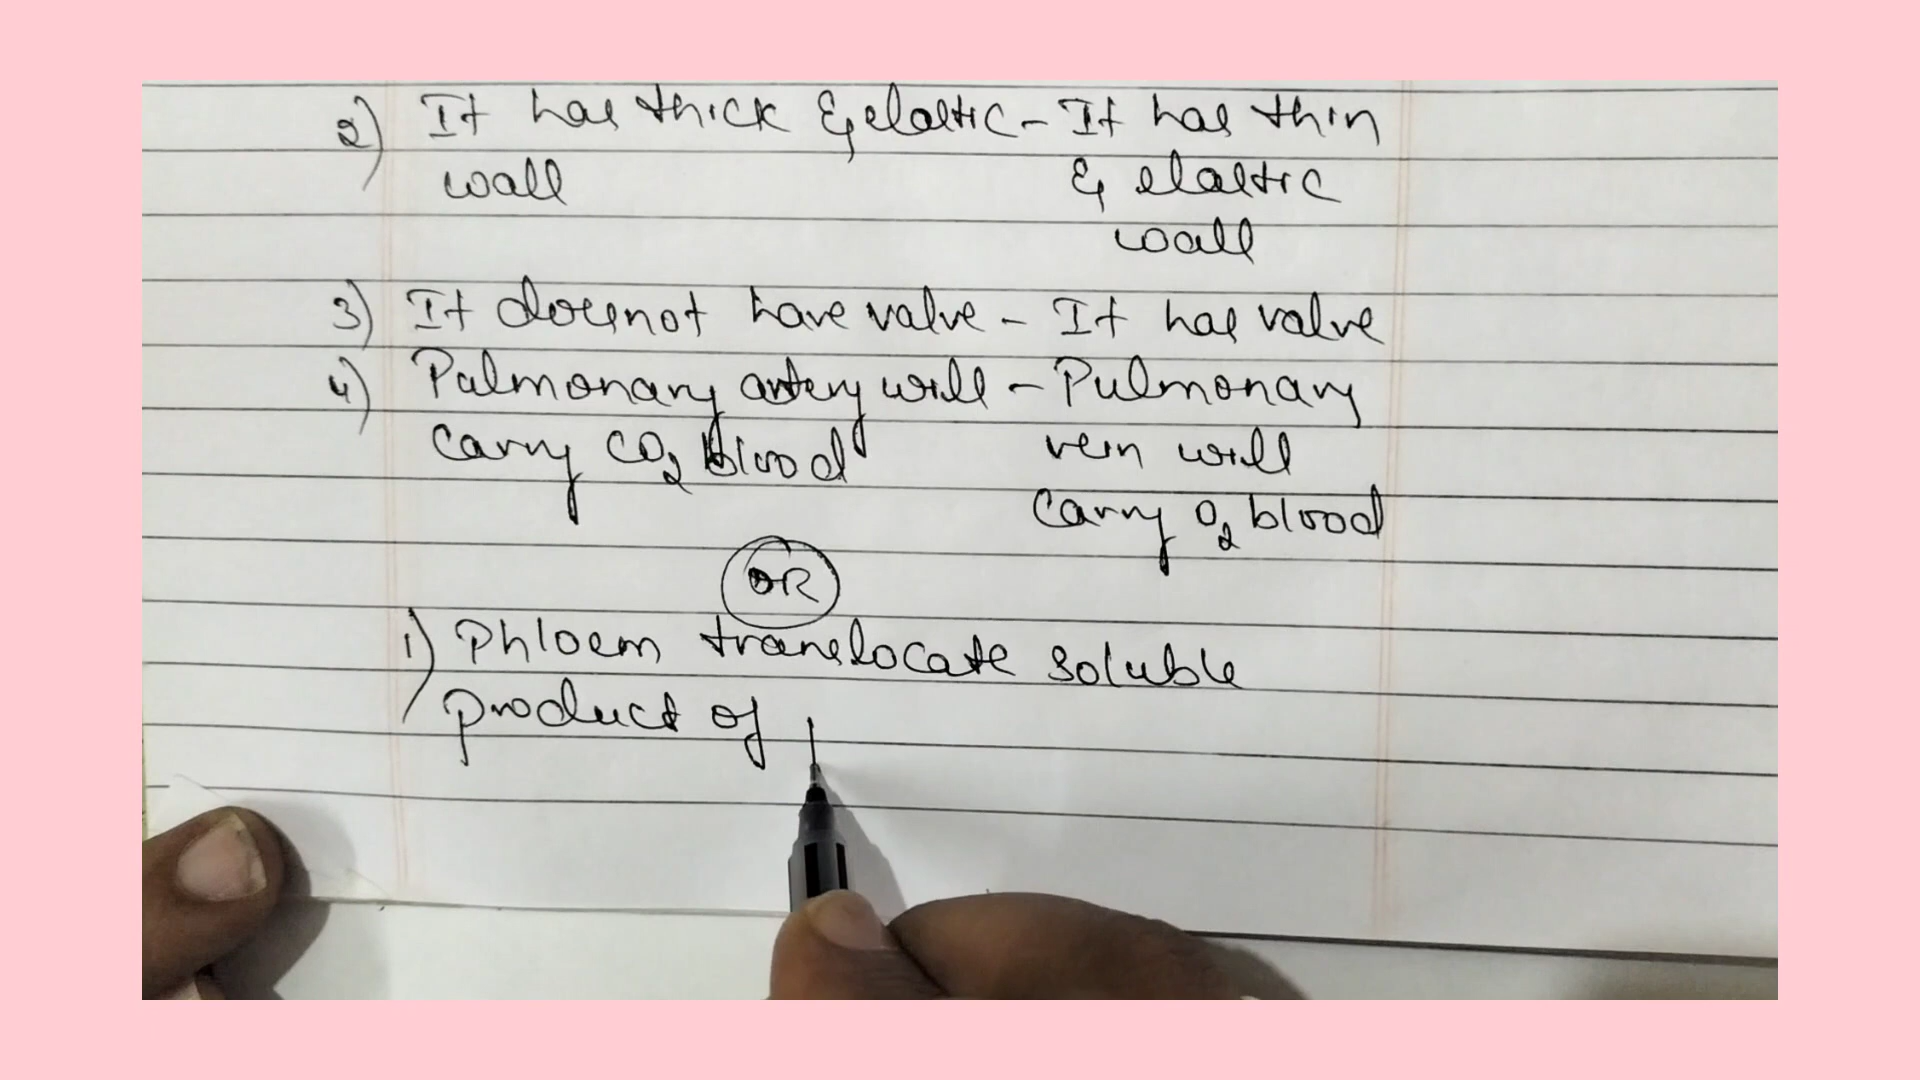 2) It has thick & elastic - It has thin
wall & elastic
wall
3) It doesnot have valve - It has valve
4) Pulmonary artery will - Pulmonary
carry CO2 blood vein will
carry O2 blood
OR
1) Phloem translocate soluble
product of